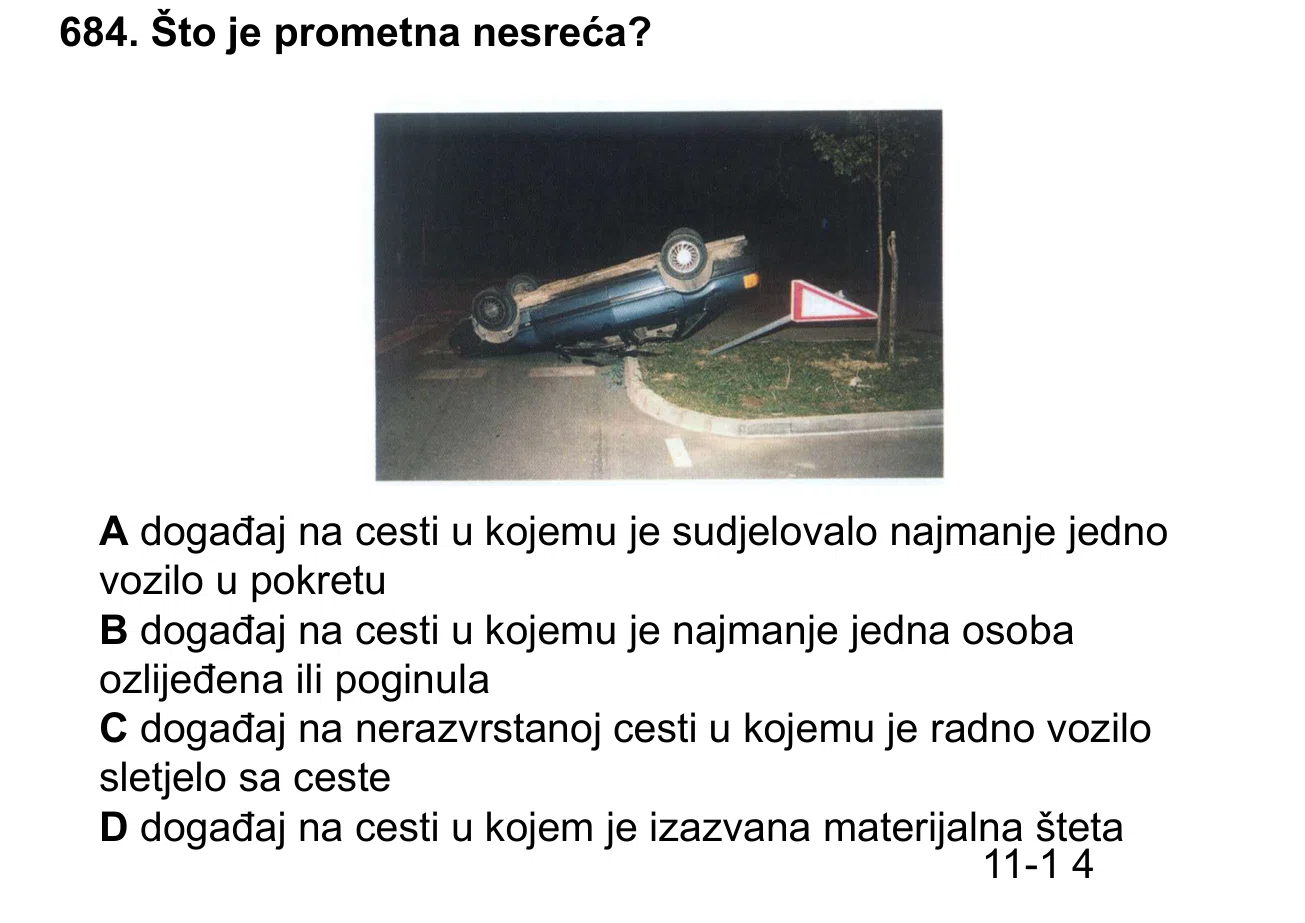 684. Što je prometna nesreća?
A događaj na cesti u kojemu je sudjelovalo najmanje jedno
vozilo u pokretu
B događaj na cesti u kojemu je najmanje jedna osoba
ozlijeđena ili poginula
C događaj na nerazvrstanoj cesti u kojemu je radno vozilo
sletjelo sa ceste
D događaj na cesti u kojem je izazvana materijalna šteta
11-1 4